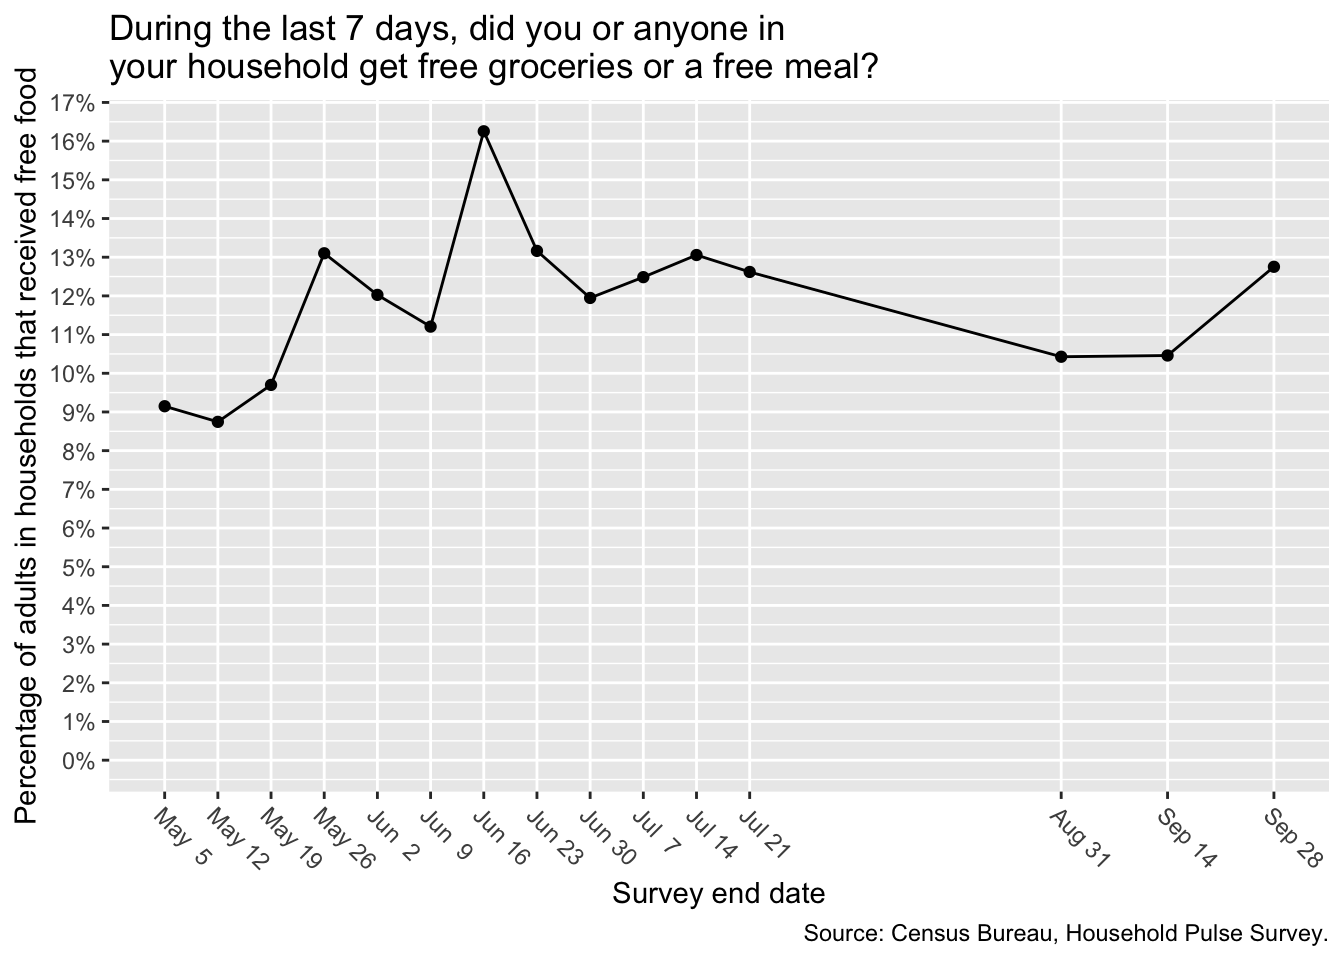 During the last 7 days, did you or anyone in
your household get free groceries or a free meal?
Percentage of adults in households that received free food
17%
16%
15%
14%
13%
12%
11%
10%
9%
8%
7%
6%
5%
4%
3%
2%
1%
0%
May 5
May 12
May 19
May 26
Jun 2
Jun 9
Jun 16
Jun 23
Jun 30
Jul 7
Jul 14
Jul 21
Aug 31
Sep 14
Sep 28
Survey end date
Source: Census Bureau, Household Pulse Survey.